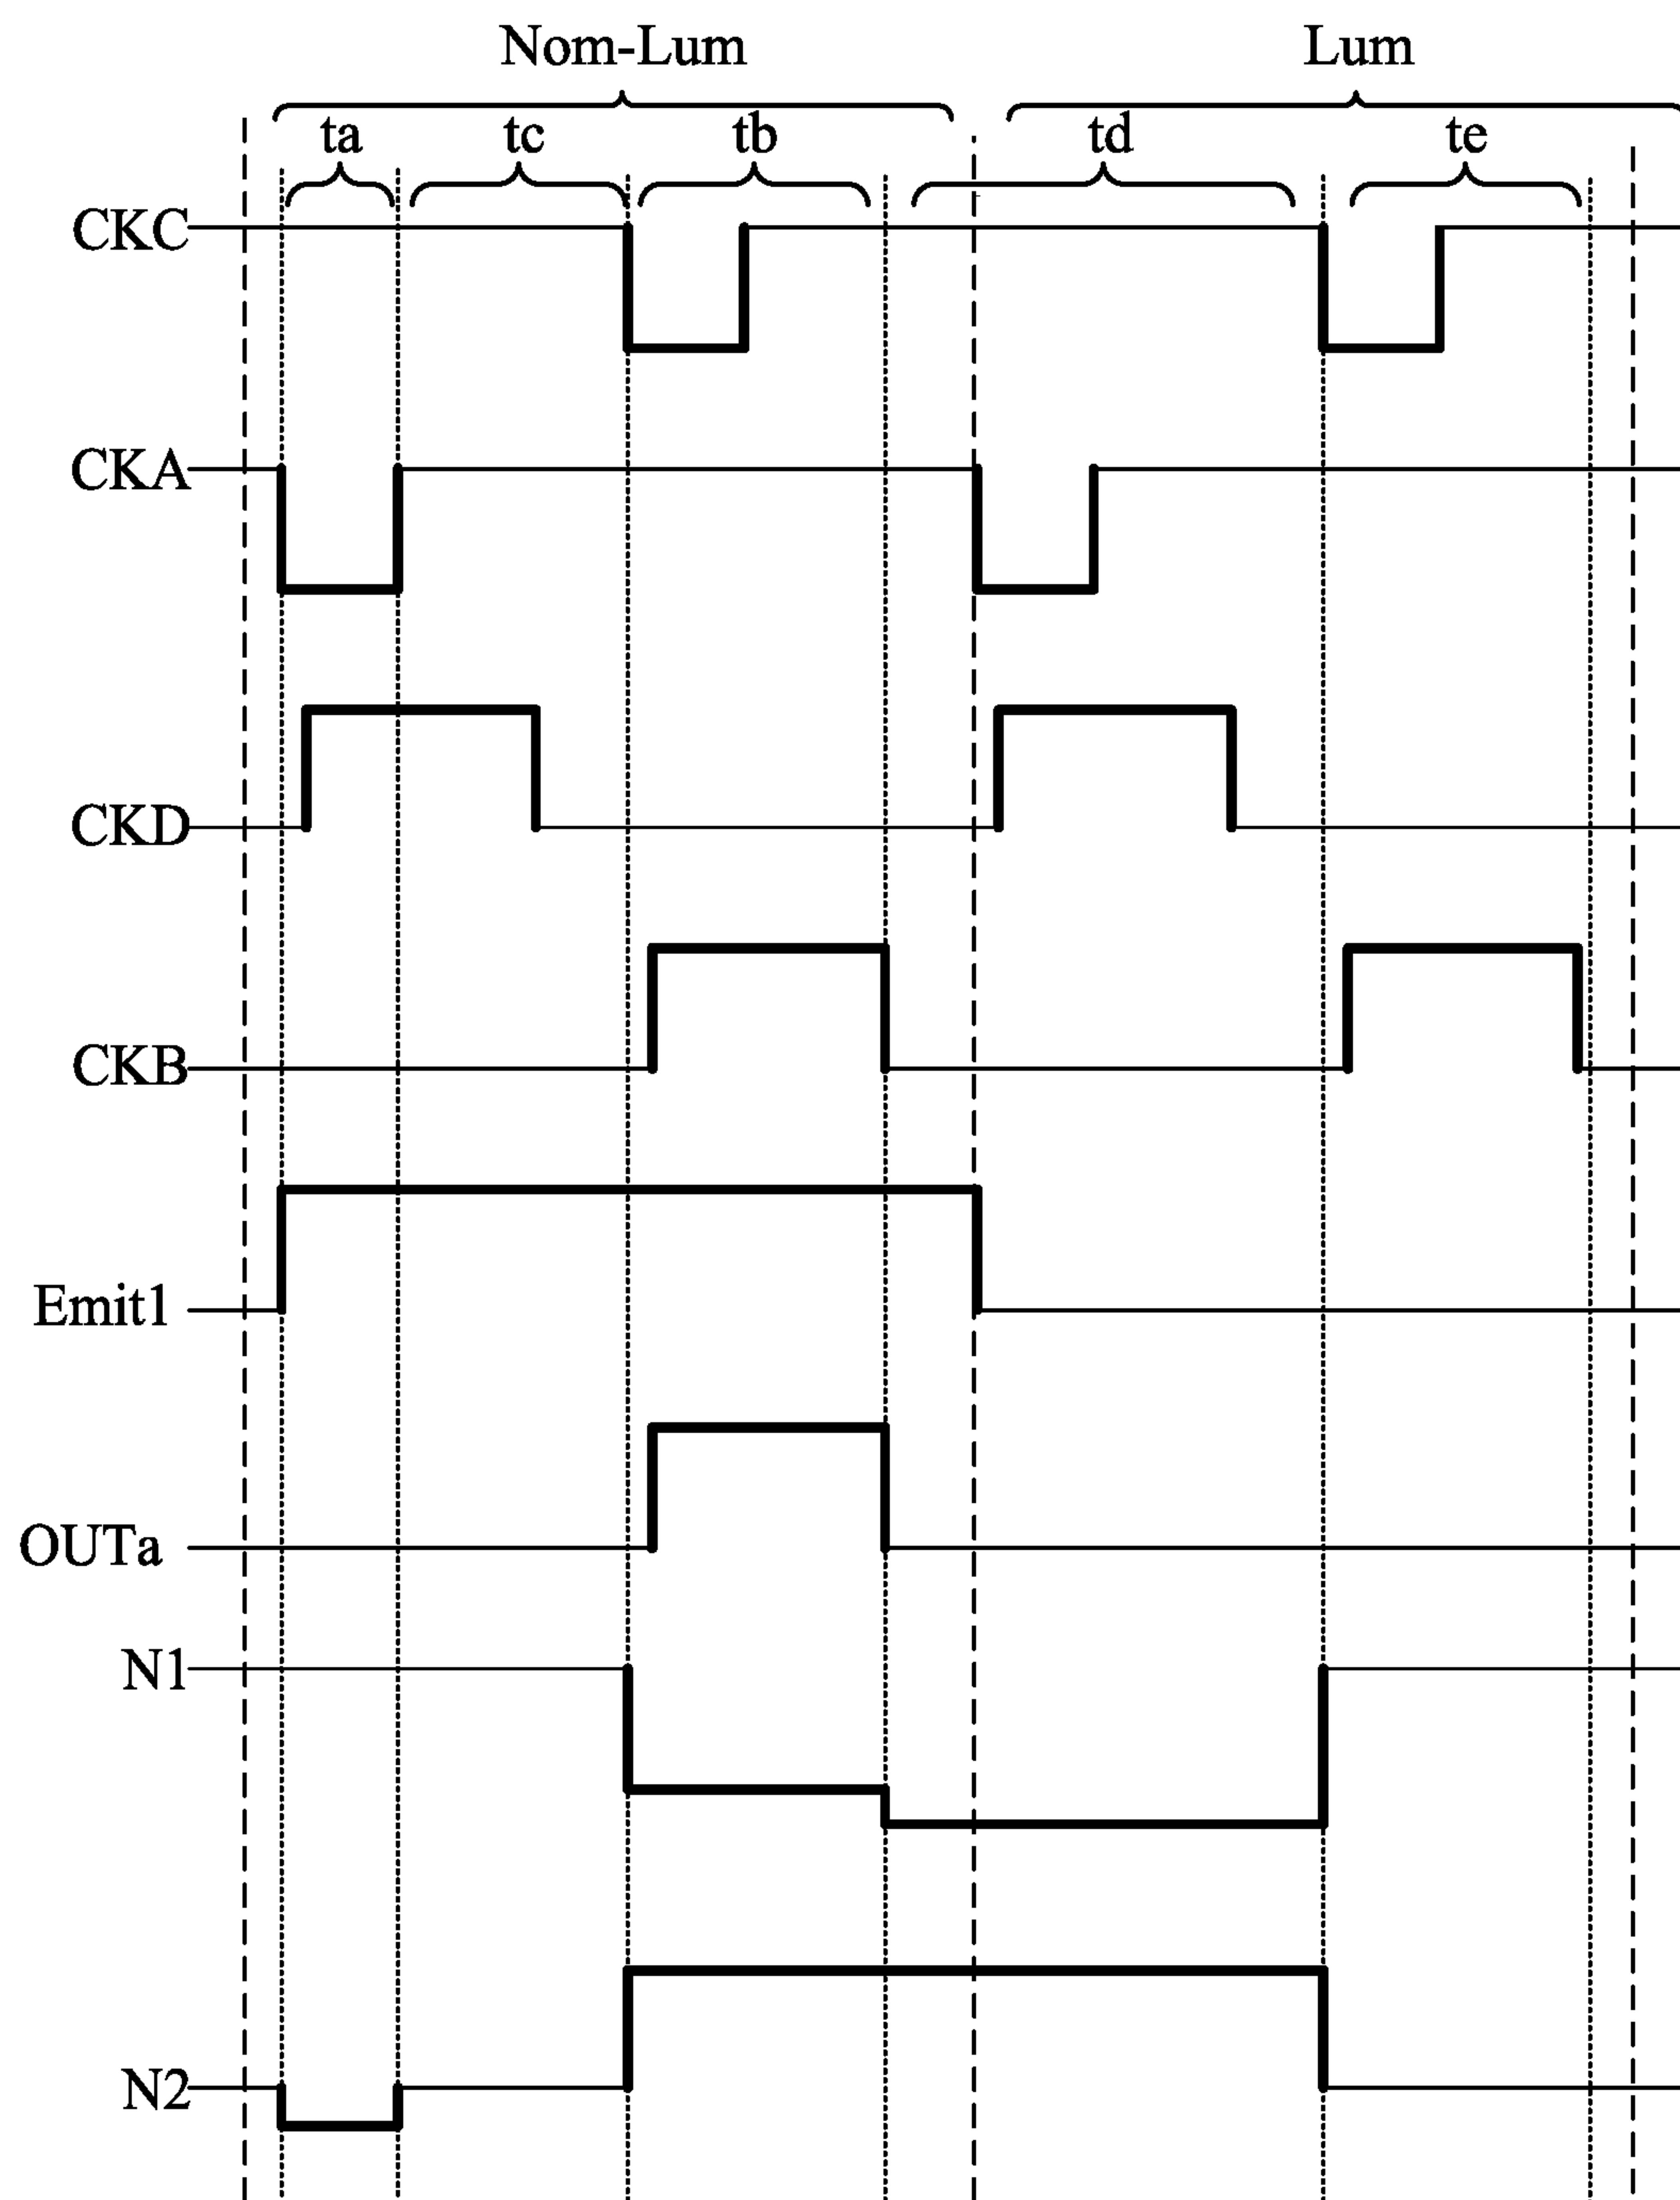 Nom-Lum Lum
ta tc tb td te
CKC
CKA
CKD
CKB
Emit1
OUTa
N1
N2